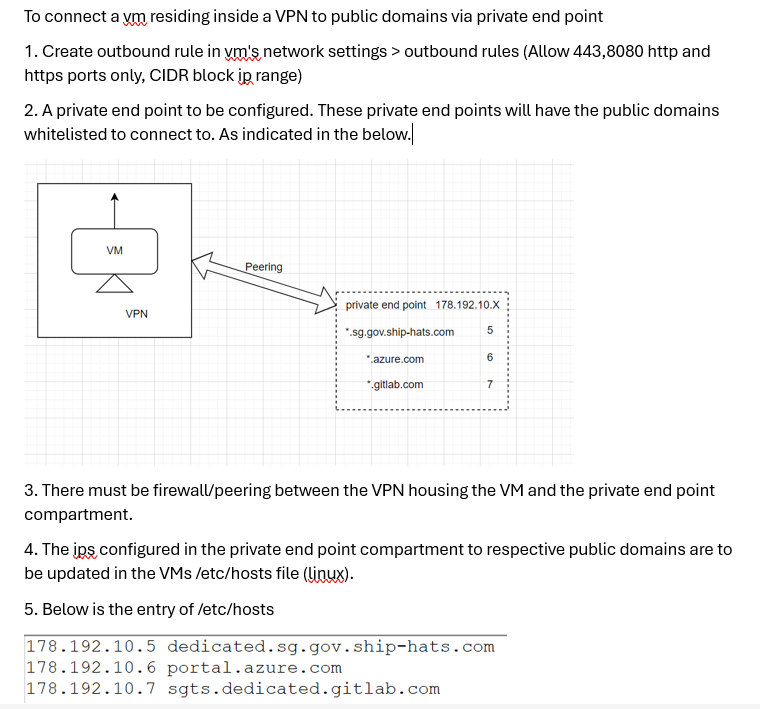 To connect a vm residing inside a VPN to public domains via private end point
1. Create outbound rule in vm's network settings > outbound rules (Allow 443,8080 http and
https ports only, CIDR block ip range)
2. A private end point to be configured. These private end points will have the public domains
whitelisted to connect to. As indicated in the below.
VM
VPN
Peering
private end point 178.192.10.X
*.sg.gov.ship-hats.com 5
*.azure.com 6
*.gitlab.com 7
3. There must be firewall/peering between the VPN housing the VM and the private end point
compartment.
4. The ips configured in the private end point compartment to respective public domains are to
be updated in the VMs /etc/hosts file (linux).
5. Below is the entry of /etc/hosts
178.192.10.5 dedicated.sg.gov.ship-hats.com
178.192.10.6 portal.azure.com
178.192.10.7 sgts.dedicated.gitlab.com